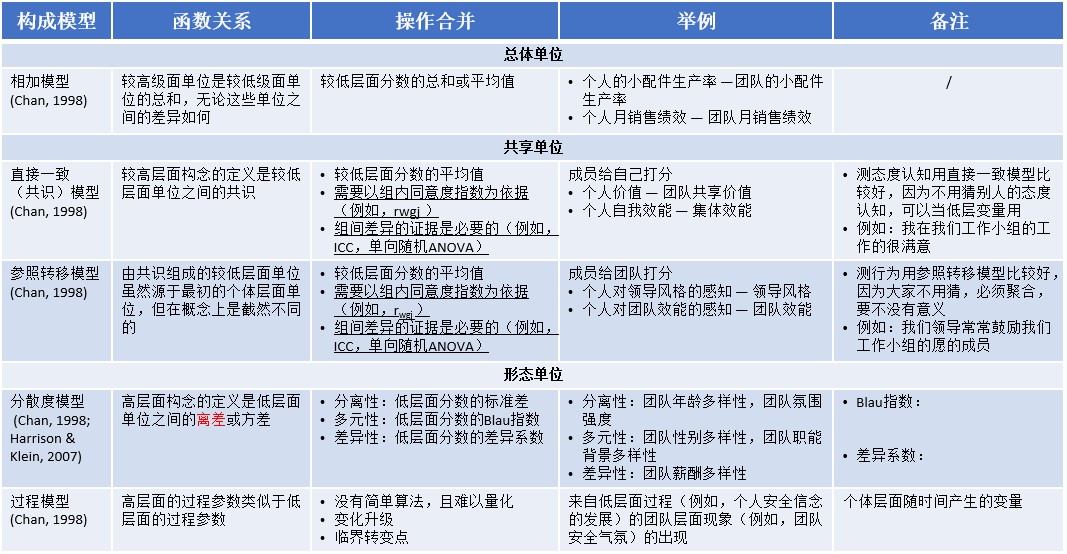 构成模型
函数关系
操作合并
举例
备注
总体单位
相加模型
(Chan, 1998)
较高级面单位是较低级面单
位的总和，无论这些单位之
间的差异如何
较低层面分数的总和或平均值
• 个人的小配件生产率 —团队的小配件
生产率
• 个人月销售绩效 — 团队月销售绩效
/
共享单位
直接一致
（共识）模型
(Chan, 1998)
较高层面构念的定义是较低
层面单位之间的共识
• 较低层面分数的平均值
• 需要以组内同意度指数为依据
（例如，rwgj ）
• 组间差异的证据是必要的（例如，
ICC，单向随机ANOVA）
成员给自己打分
• 个人价值 — 团队共享价值
• 个人自我效能 — 集体效能
• 测态度认知用直接一致模型比
较好，因为不用猜别人的态度
认知，可以当低层变量用
• 例如：我在我们工作小组的工
作的很满意
参照转移模型
(Chan, 1998)
由共识组成的较低层面单位
虽然源于最初的个体层面单
位，但在概念上是截然不同
的
• 较低层面分数的平均值
• 需要以组内同意度指数为依据
（例如，rwgj ）
• 组间差异的证据是必要的（例如，
ICC，单向随机ANOVA）
成员给团队打分
• 个人对领导风格的感知 — 领导风格
• 个人对团队效能的感知 — 团队效能
• 测行为用参照转移模型比较好，
因为大家不用猜，必须聚合，
要不没有意义
• 例如：我们领导常常鼓励我们
工作小组的愿的成员
形态单位
分散度模型
(Chan, 1998;
Harrison &
Klein, 2007)
高层面构念的定义是低层面
单位之间的离差或方差
• 分离性：低层面分数的标准差
• 多元性：低层面分数的Blau指数
• 差异性：低层面分数的差异系数
• 分离性：团队年龄多样性，团队氛围
强度
• 多元性：团队性别多样性，团队职能
背景多样性
• 差异性：团队薪酬多样性
• Blau指数：
• 差异系数：
过程模型
(Chan, 1998)
高层面的过程参数类似于低
层面的过程参数
• 没有简单算法，且难以量化
• 变化升级
• 临界转变点
来自低层面过程（例如，个人安全信念
的发展）的团队层面现象（例如，团队
安全气氛）的出现
个体层面随时间产生的变量